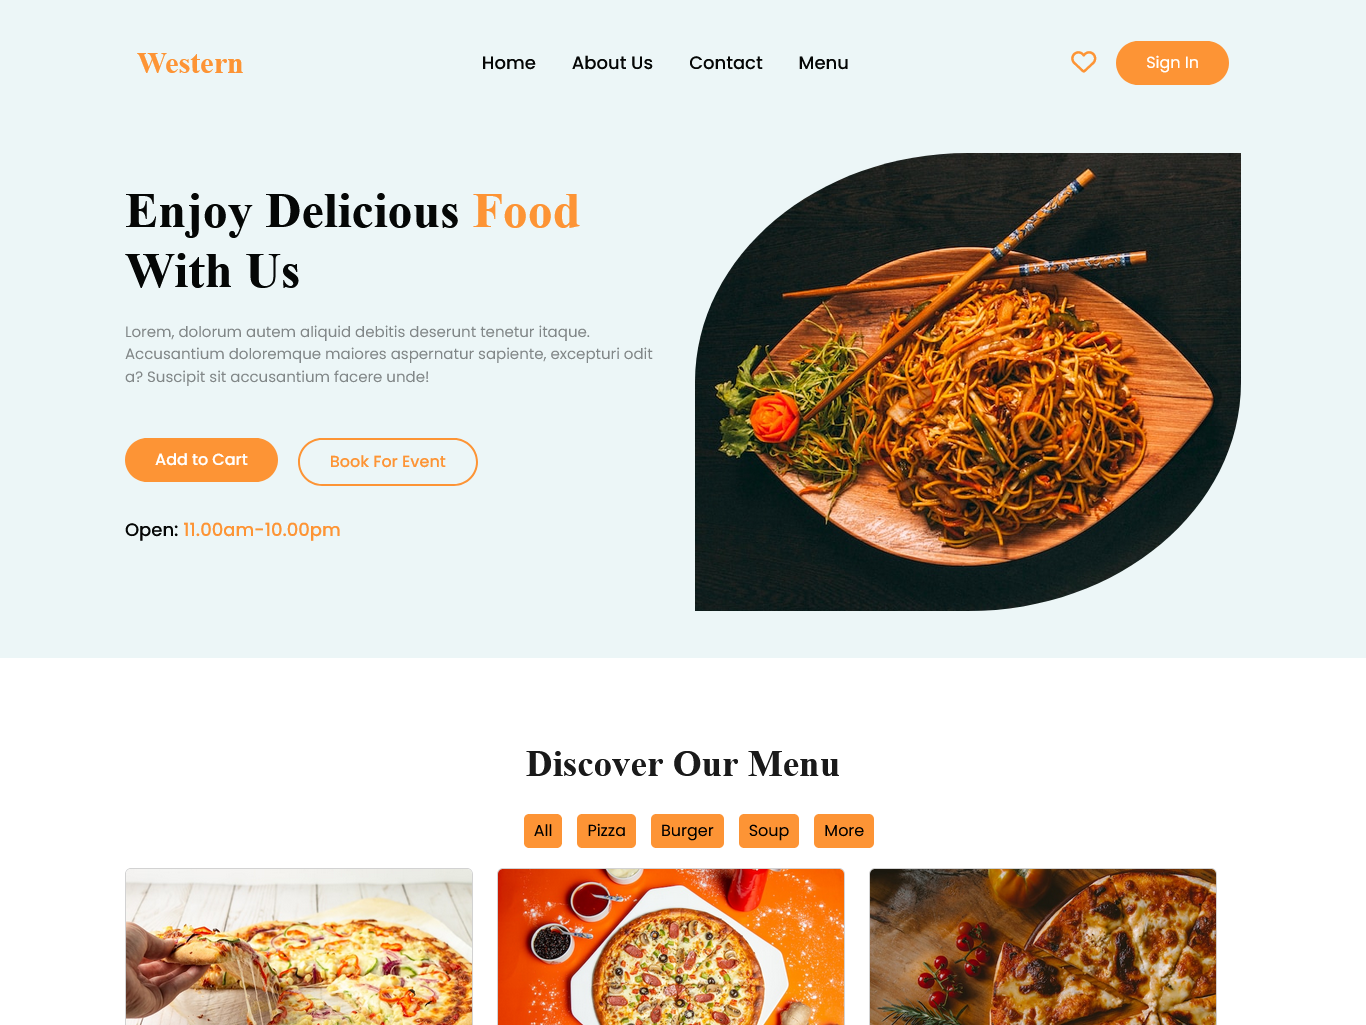 Western
Home
About Us
Contact
Menu
Sign In
Enjoy Delicious Food
With Us
Lorem, dolorum autem aliquid debitis deserunt tenetur itaque.
Accusantium doloremque maiores aspernatur sapiente, excepturi odit
a? Suscipit sit accusantium facere unde!
Add to Cart
Book For Event
Open: 11.00am-10.00pm
Discover Our Menu
All
Pizza
Burger
Soup
More